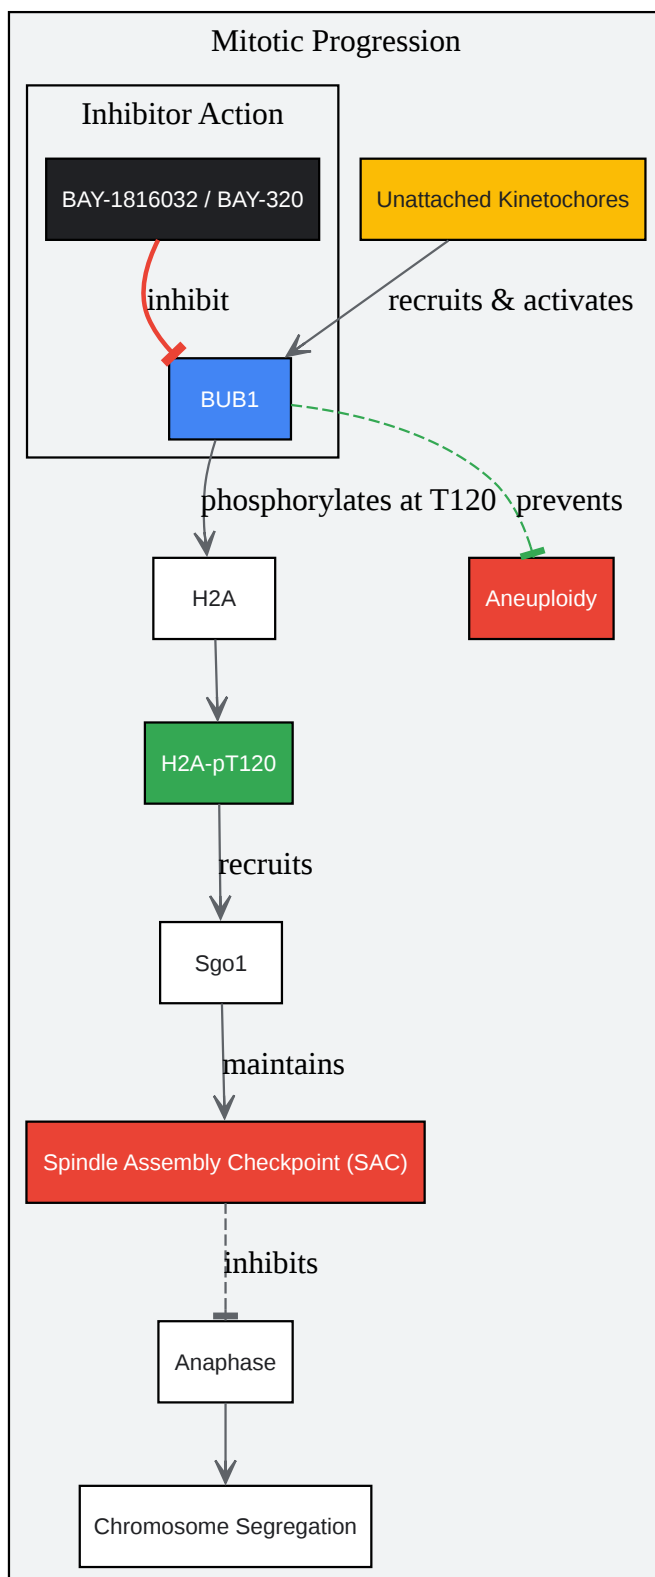 Mitotic Progression
Inhibitor Action
BAY-1816032 / BAY-320
Unattached Kinetochores
inhibit
recruits & activates
BUB1
phosphorylates at T120
prevents
H2A
Aneuploidy
H2A-pT120
recruits
Sgo1
maintains
Spindle Assembly Checkpoint (SAC)
inhibits
Anaphase
Chromosome Segregation